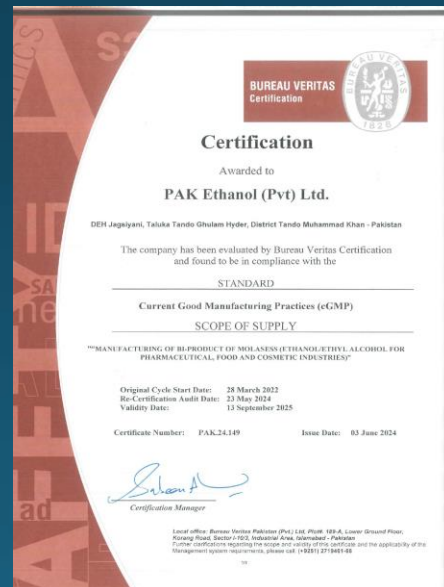 BUREAU VERITAS
Certification
BUREAU VERITAS
1828
Certification
Awarded to
PAK Ethanol (Pvt) Ltd.
DEH Jagsiyani, Taluka Tando Ghulam Hyder, District Tando Muhammad Khan - Pakistan
The company has been evaluated by Bureau Veritas Certification
and found to be in compliance with the
STANDARD
Current Good Manufacturing Practices (cGMP)
SCOPE OF SUPPLY
""MANUFACTURING OF BI-PRODUCT OF MOLASESS (ETHANOL/ETHYL ALCOHOL FOR
PHARMACEUTICAL, FOOD AND COSMETIC INDUSTRIES)"
Original Cycle Start Date: 28 March 2022
Re-Certification Audit Date: 23 May 2024
Validity Date: 13 September 2025
Certificate Number: PAK.24.149 Issue Date: 03 June 2024
Certification Manager
Local office: Bureau Veritas Pakistan (Pvt.) Ltd, Plot# 189-A, Lower Ground Floor,
Korang Road, Sector I-10/3, Industrial Area, Islamabad - Pakistan
Further clarifications regarding the scope and validity of this certificate and the applicability of the
Management system requirements, please call: